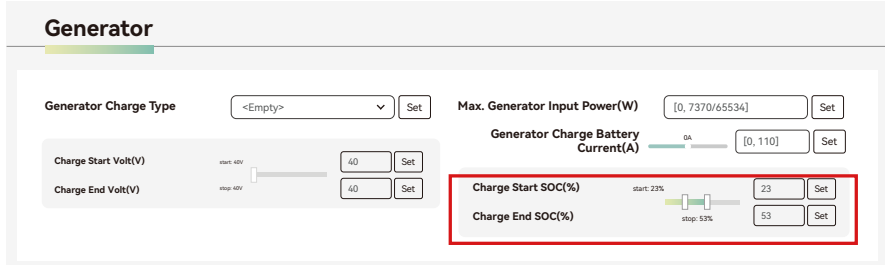 Generator
Generator Charge Type
<Empty>
Set
Max. Generator Input Power(W)
[0, 7370/65534]
Set
Generator Charge Battery
Current(A)
0A
[0, 110]
Set
Charge Start Volt(V)
start: 40V
40
Set
Charge End Volt(V)
stop: 40V
40
Set
Charge Start SOC(%)
start: 23%
23
Set
Charge End SOC(%)
stop: 53%
53
Set